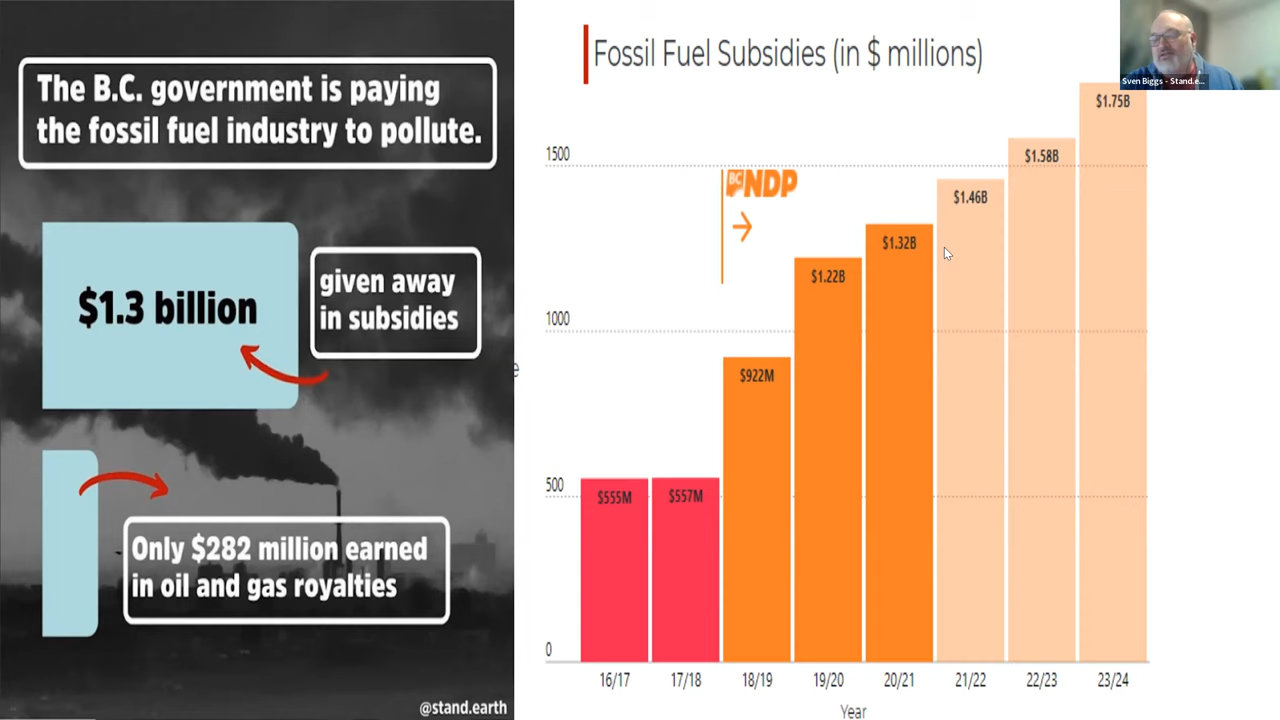 The B.C. government is paying
the fossil fuel industry to pollute.
$1.3 billion
given away
in subsidies
Only $282 million earned
in oil and gas royalties
@stand.earth
e
Fossil Fuel Subsidies (in $ millions)
1500
1000
500
0
BC NDP
$555M
$557M
$922M
$1.22B
$1.32B
$1.46B
$1.58B
$1.75B
16/17
17/18
18/19
19/20
20/21
21/22
22/23
23/24
Year
Sven Biggs - Stand.e...